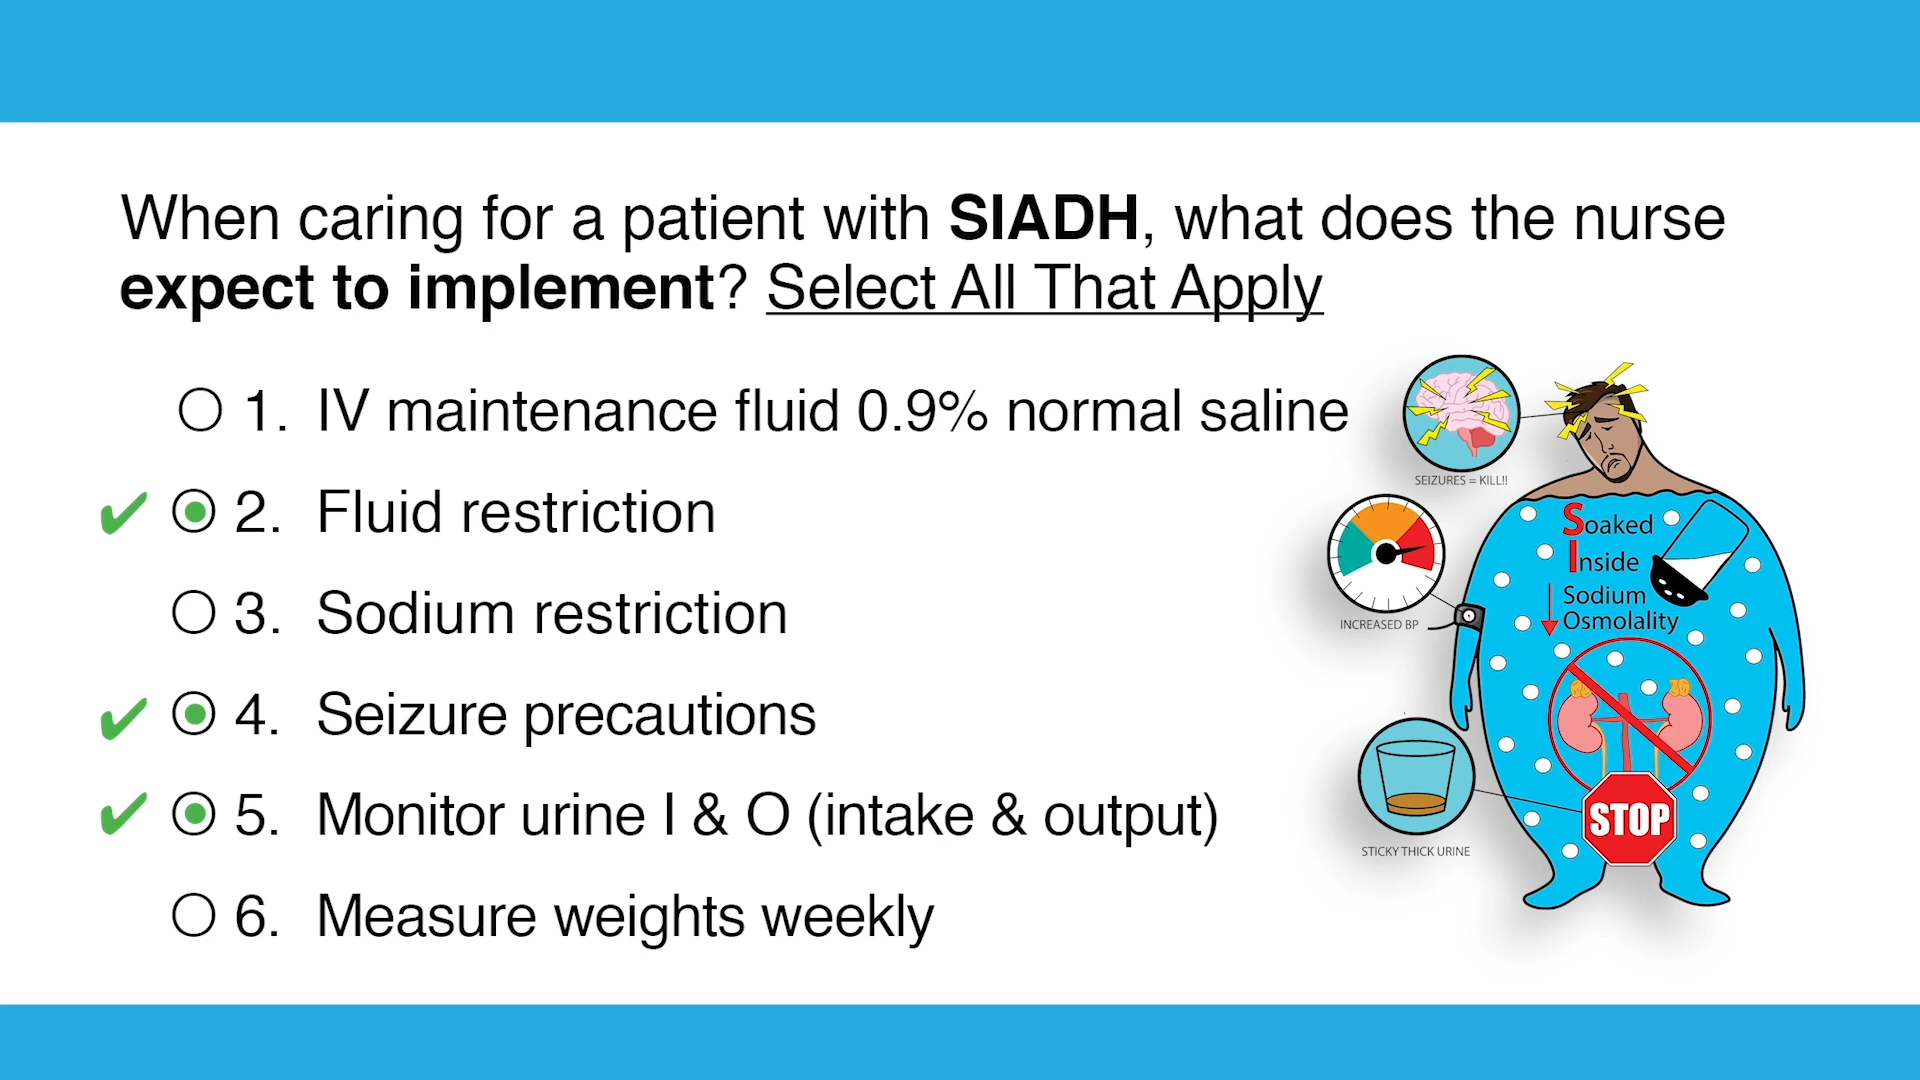 When caring for a patient with SIADH, what does the nurse
expect to implement? Select All That Apply
1. IV maintenance fluid 0.9% normal saline
2. Fluid restriction
3. Sodium restriction
4. Seizure precautions
5. Monitor urine I & O (intake & output)
6. Measure weights weekly
SEIZURES = KILL!!
INCREASED BP
STICKY THICK URINE
Soaked
Inside
Sodium
Osmolality
STOP